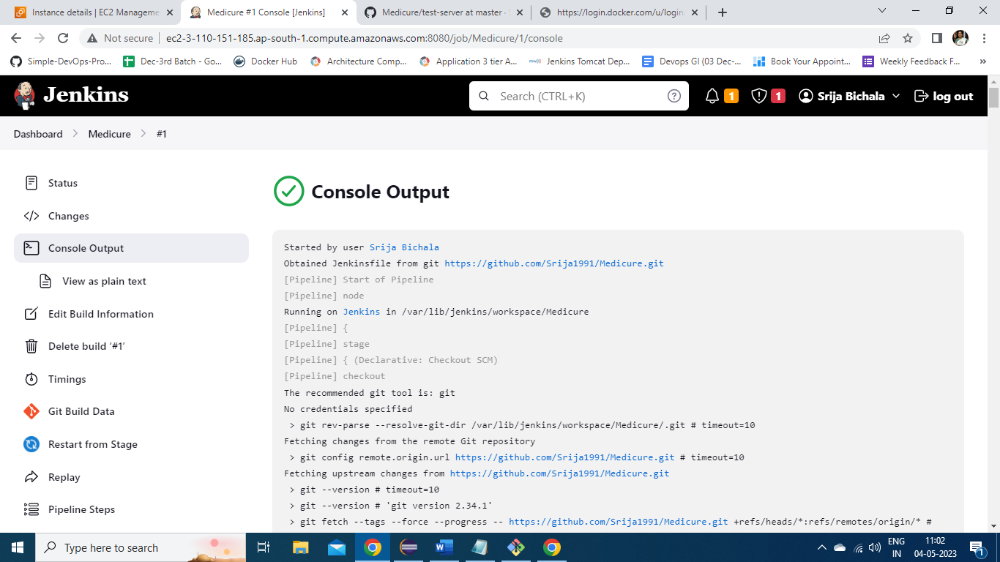 Instance details | EC2 Manageme
Medicure #1 Console [Jenkins]
Medicure/test-server at master ·
https://login.docker.com/u/login
Not secure
ec2-3-110-151-185.ap-south-1.compute.amazonaws.com:8080/job/Medicure/1/console
Simple-DevOps-Pro...
Dec-3rd Batch - Go...
Docker Hub
Architecture Comp...
Application 3 tier A...
Jenkins Tomcat Dep...
Devops GI (03 Dec-...
Book Your Appoint...
Weekly Feedback F...
»
Jenkins
Search (CTRL+K)
1
1
Srija Bichala
log out
Dashboard
Medicure
#1
Status
Changes
Console Output
View as plain text
Edit Build Information
Delete build ‘#1’
Timings
Git Build Data
Restart from Stage
Replay
Pipeline Steps
Console Output
Started by user Srija Bichala
Obtained Jenkinsfile from git https://github.com/Srija1991/Medicure.git
[Pipeline] Start of Pipeline
[Pipeline] node
Running on Jenkins in /var/lib/jenkins/workspace/Medicure
[Pipeline] {
[Pipeline] stage
[Pipeline] { (Declarative: Checkout SCM)
[Pipeline] checkout
The recommended git tool is: git
No credentials specified
> git rev-parse --resolve-git-dir /var/lib/jenkins/workspace/Medicure/.git # timeout=10
Fetching changes from the remote Git repository
> git config remote.origin.url https://github.com/Srija1991/Medicure.git # timeout=10
Fetching upstream changes from https://github.com/Srija1991/Medicure.git
> git --version # timeout=10
> git --version # 'git version 2.34.1'
> git fetch --tags --force --progress -- https://github.com/Srija1991/Medicure.git +refs/heads/*:refs/remotes/origin/* #
Type here to search
ENG
IN
11:02
04-05-2023
1